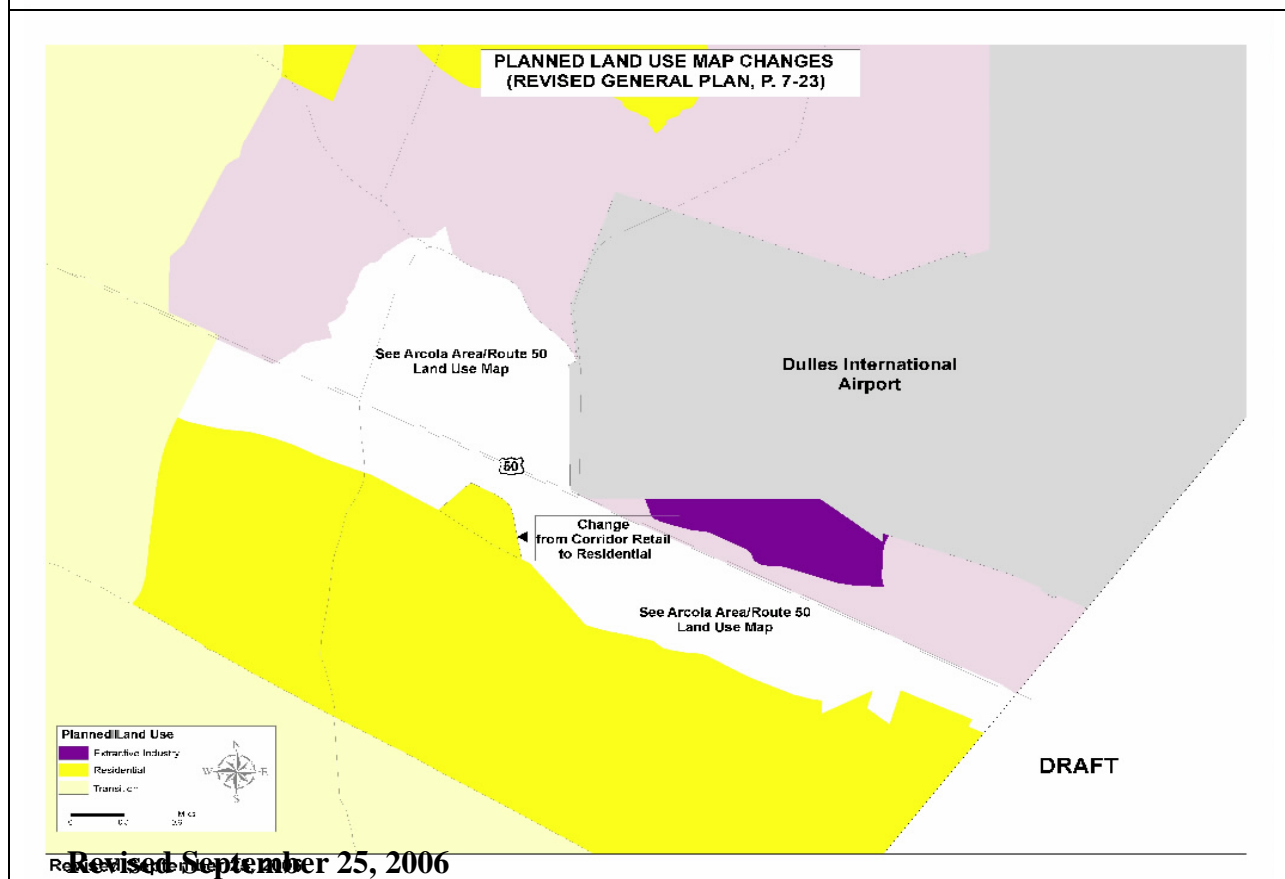 PLANNED LAND USE MAP CHANGES
(REVISED GENERAL PLAN, P. 7-23)
See Arcola Area/Route 50
Land Use Map
Dulles International
Airport
50
Change
from Corridor Retail
to Residential
See Arcola Area/Route 50
Land Use Map
Planned Land Use
Extractive Industry
Residential
Transition
N
W
E
S
Miles
0
DRAFT
Revised September 25, 2006